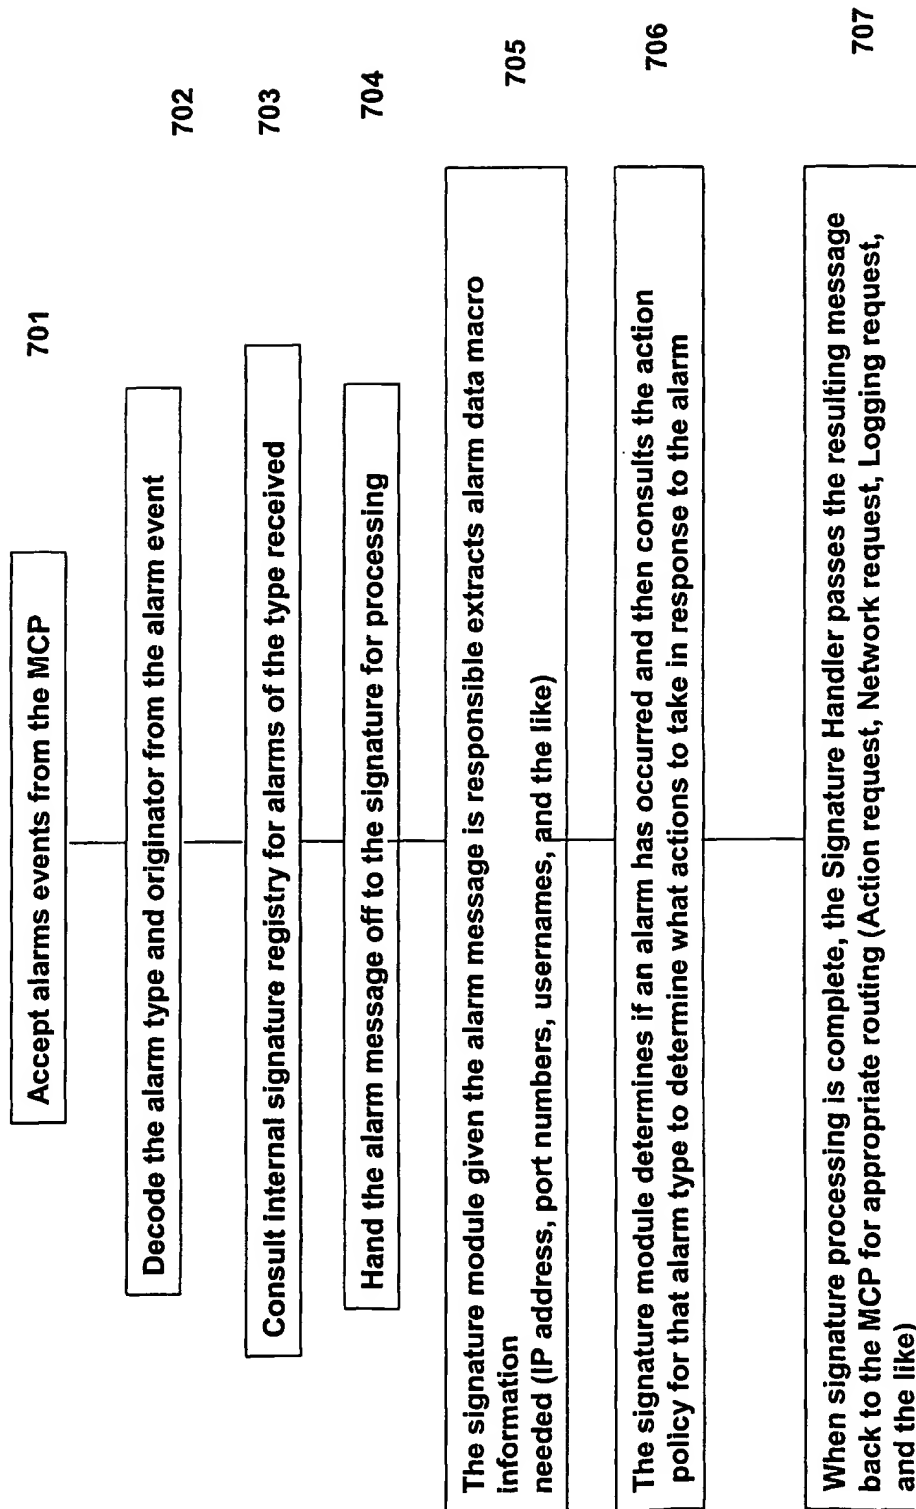 701
Accept alarms events from the MCP
702
Decode the alarm type and originator from the alarm event
703
Consult internal signature registry for alarms of the type received
704
Hand the alarm message off to the signature for processing
705
The signature module given the alarm message is responsible extracts alarm data macro
information
needed (IP address, port numbers, usernames, and the like)
706
The signature module determines if an alarm has occurred and then consults the action
policy for that alarm type to determine what actions to take in response to the alarm
707
When signature processing is complete, the Signature Handler passes the resulting message
back to the MCP for appropriate routing (Action request, Network request, Logging request,
and the like)